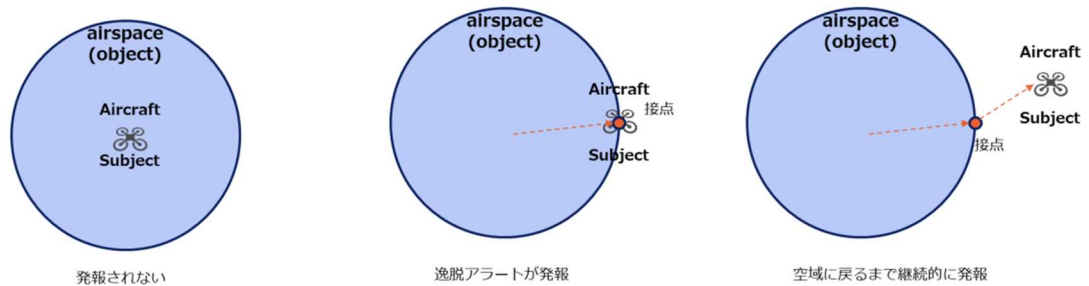 airspace
(object)
Aircraft
Subject
発報されない
airspace
(object)
Aircraft
接点
Subject
逸脱アラートが発報
airspace
(object)
Aircraft
Subject
接点
空域に戻るまで継続的に発報